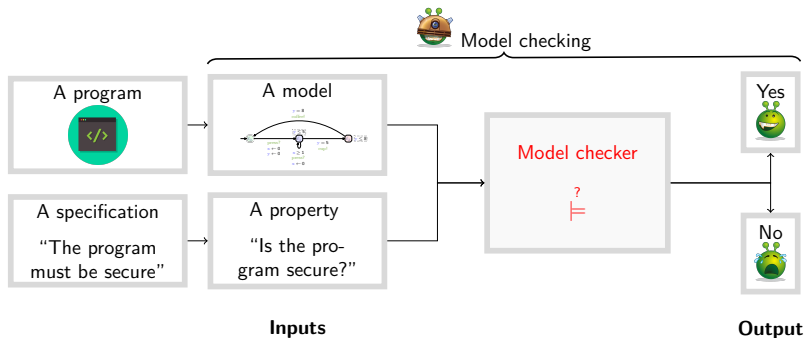 Model checking
A program
</>
A model
A specification
“The program
must be secure”
A property
“Is the pro-
gram secure?”
Model checker
?
⊨
Yes
No
Inputs
Output